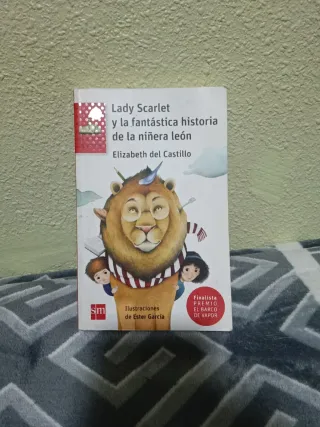 Lady Scarlet
y la fantástica historia
de la niñera león
Elizabeth del Castillo
Finalista
PREMIO
EL BARCO
DE VAPOR
Ilustraciones
de Ester García
sm